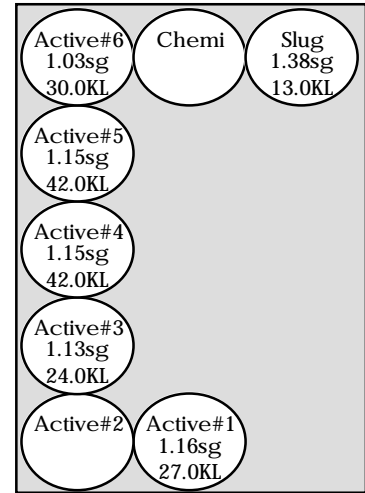 Active#6
1.03sg
30.0KL
Chemi
Slug
1.38sg
13.0KL
Active#5
1.15sg
42.0KL
Active#4
1.15sg
42.0KL
Active#3
1.13sg
24.0KL
Active#2
Active#1
1.16sg
27.0KL